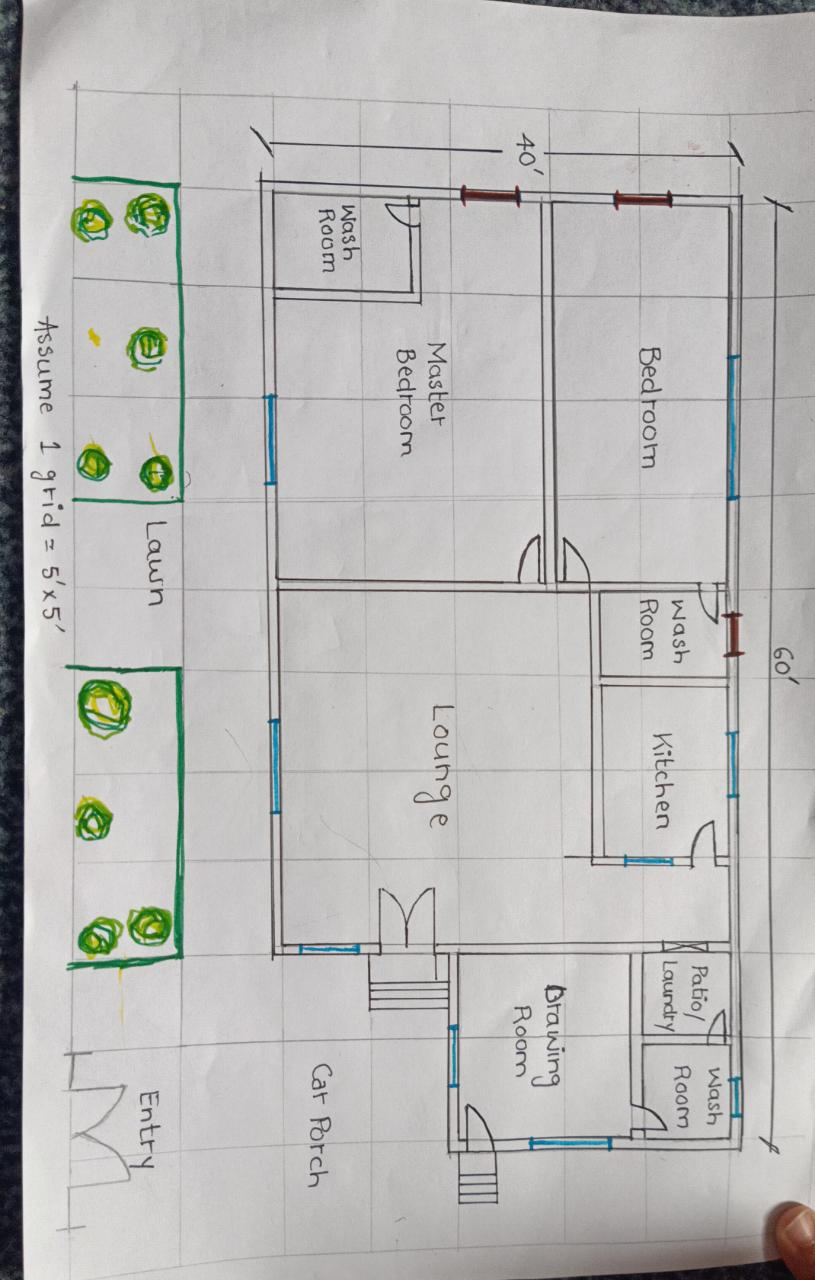 60'
40'
Bedroom
Wash
Room
Kitchen
Patio/
Laundry
Wash
Room
Master
Bedroom
Wash
Room
Lounge
Drawing
Room
Car Porch
Lawn
Entry
Assume 1 grid = 5'x5'